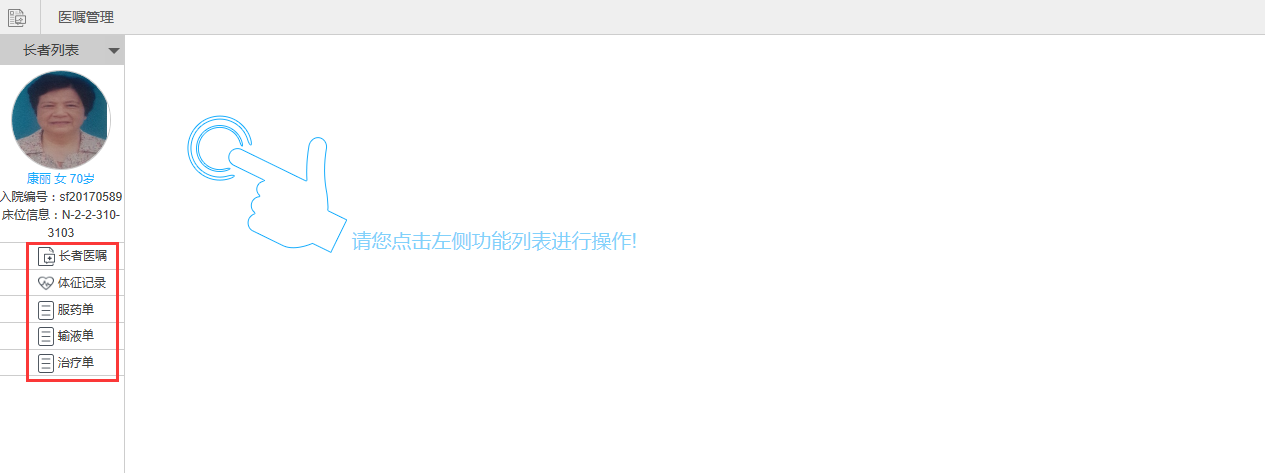 医嘱管理
长者列表
康丽 女 70岁
入院编号：sf20170589
床位信息：N-2-2-310-
3103
长者医嘱
体征记录
服药单
输液单
治疗单
请您点击左侧功能列表进行操作!